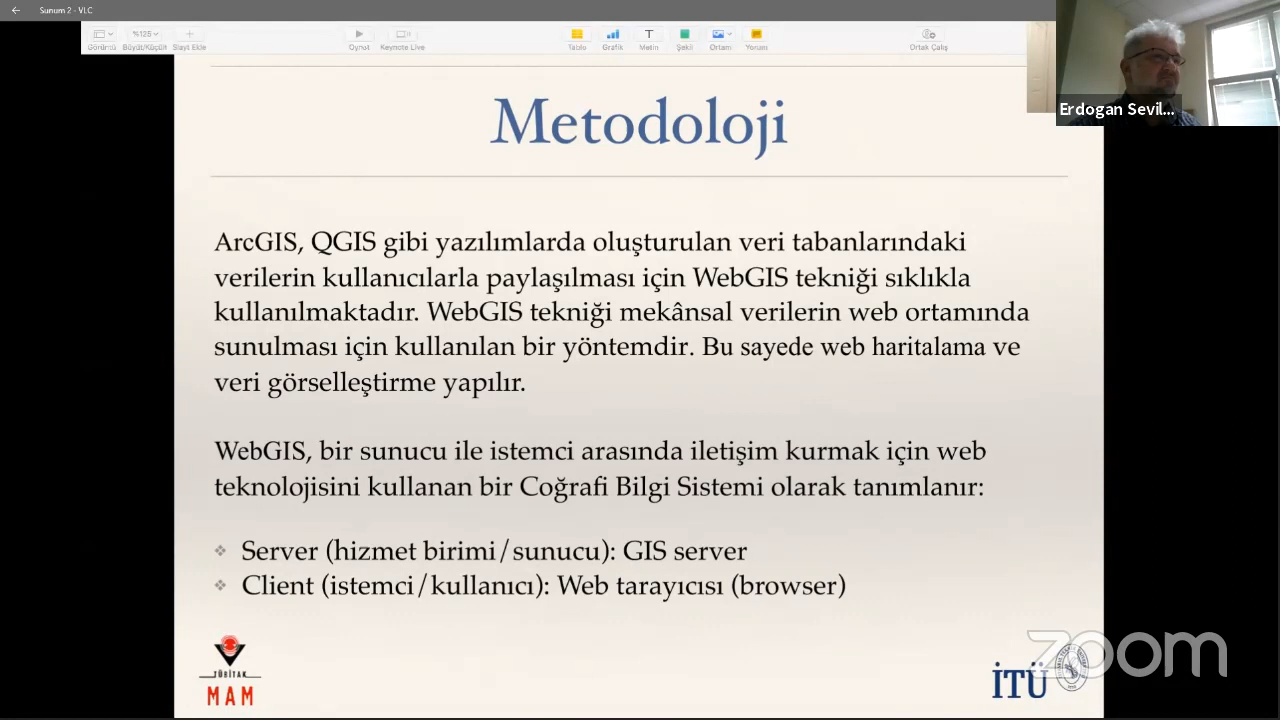 Sunum 2 - VLC
%125
Görüntü
Büyüt/Küçült
Slayt Ekle
Oynat
Keynote Live
Tablo
Grafik
Metin
Şekil
Ortam
Yorum
Ortak Çalış
Erdogan Sevil...
Metodoloji
ArcGIS, QGIS gibi yazılımlarda oluşturulan veri tabanlarındaki
verilerin kullanıcılarla paylaşılması için WebGIS tekniği sıklıkla
kullanılmaktadır. WebGIS tekniği mekânsal verilerin web ortamında
sunulması için kullanılan bir yöntemdir. Bu sayede web haritalama ve
veri görselleştirme yapılır.
WebGIS, bir sunucu ile istemci arasında iletişim kurmak için web
teknolojisini kullanan bir Coğrafi Bilgi Sistemi olarak tanımlanır:
Server (hizmet birimi/sunucu): GIS server
Client (istemci/kullanıcı): Web tarayıcısı (browser)
TÜBİTAK
MAM
İTÜ
zoom